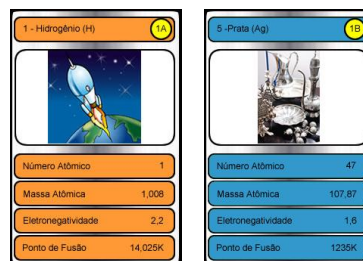 1 - Hidrogênio (H) 1A
Número Atômico 1
Massa Atômica 1,008
Eletronegatividade 2,2
Ponto de Fusão 14,025K
5 -Prata (Ag) 1B
Número Atômico 47
Massa Atômica 107,87
Eletronegatividade 1,6
Ponto de Fusão 1235K